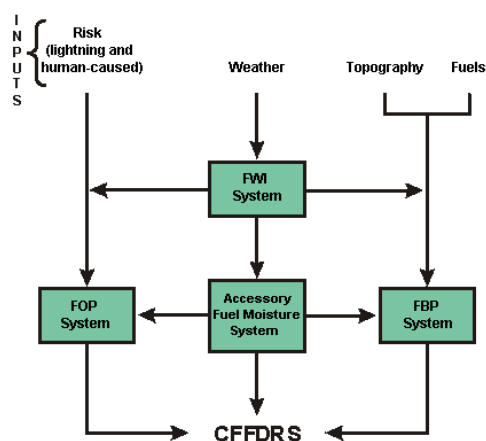 INPUTS
Risk
(lightning and
human-caused)
Weather
Topography
Fuels
FWI
System
FOP
System
Accessory
Fuel Moisture
System
FBP
System
CFFDRS